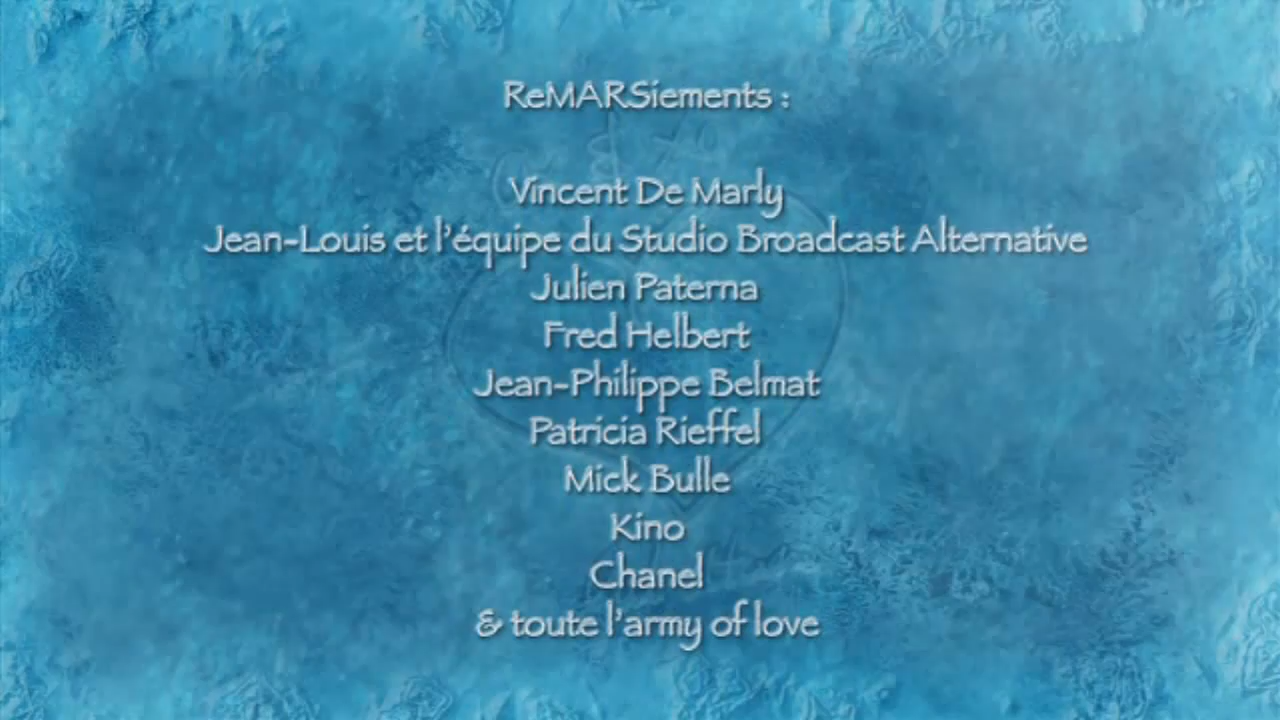 ReMARSiements :
Vincent De Marly
Jean-Louis et l'équipe du Studio Broadcast Alternative
Julien Paterna
Fred Helbert
Jean-Philippe Belmat
Patricia Rieffel
Mick Bulle
Kino
Chanel
& toute l'army of love